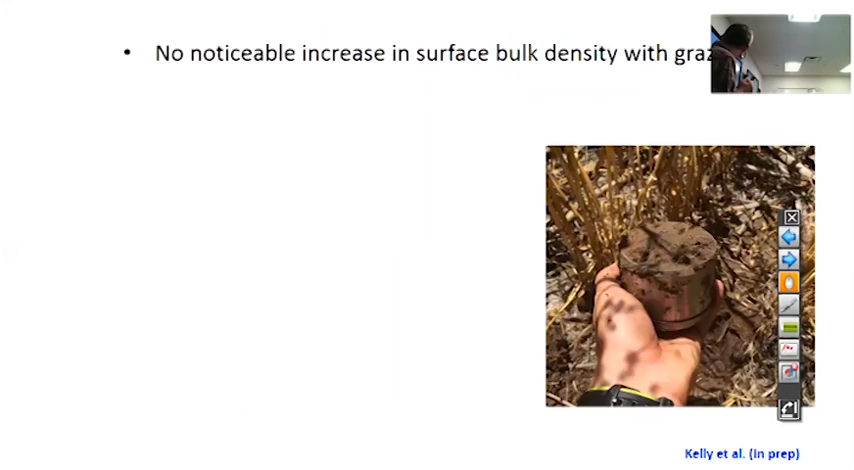 • No noticeable increase in surface bulk density with
Kelly et al. (in prep)